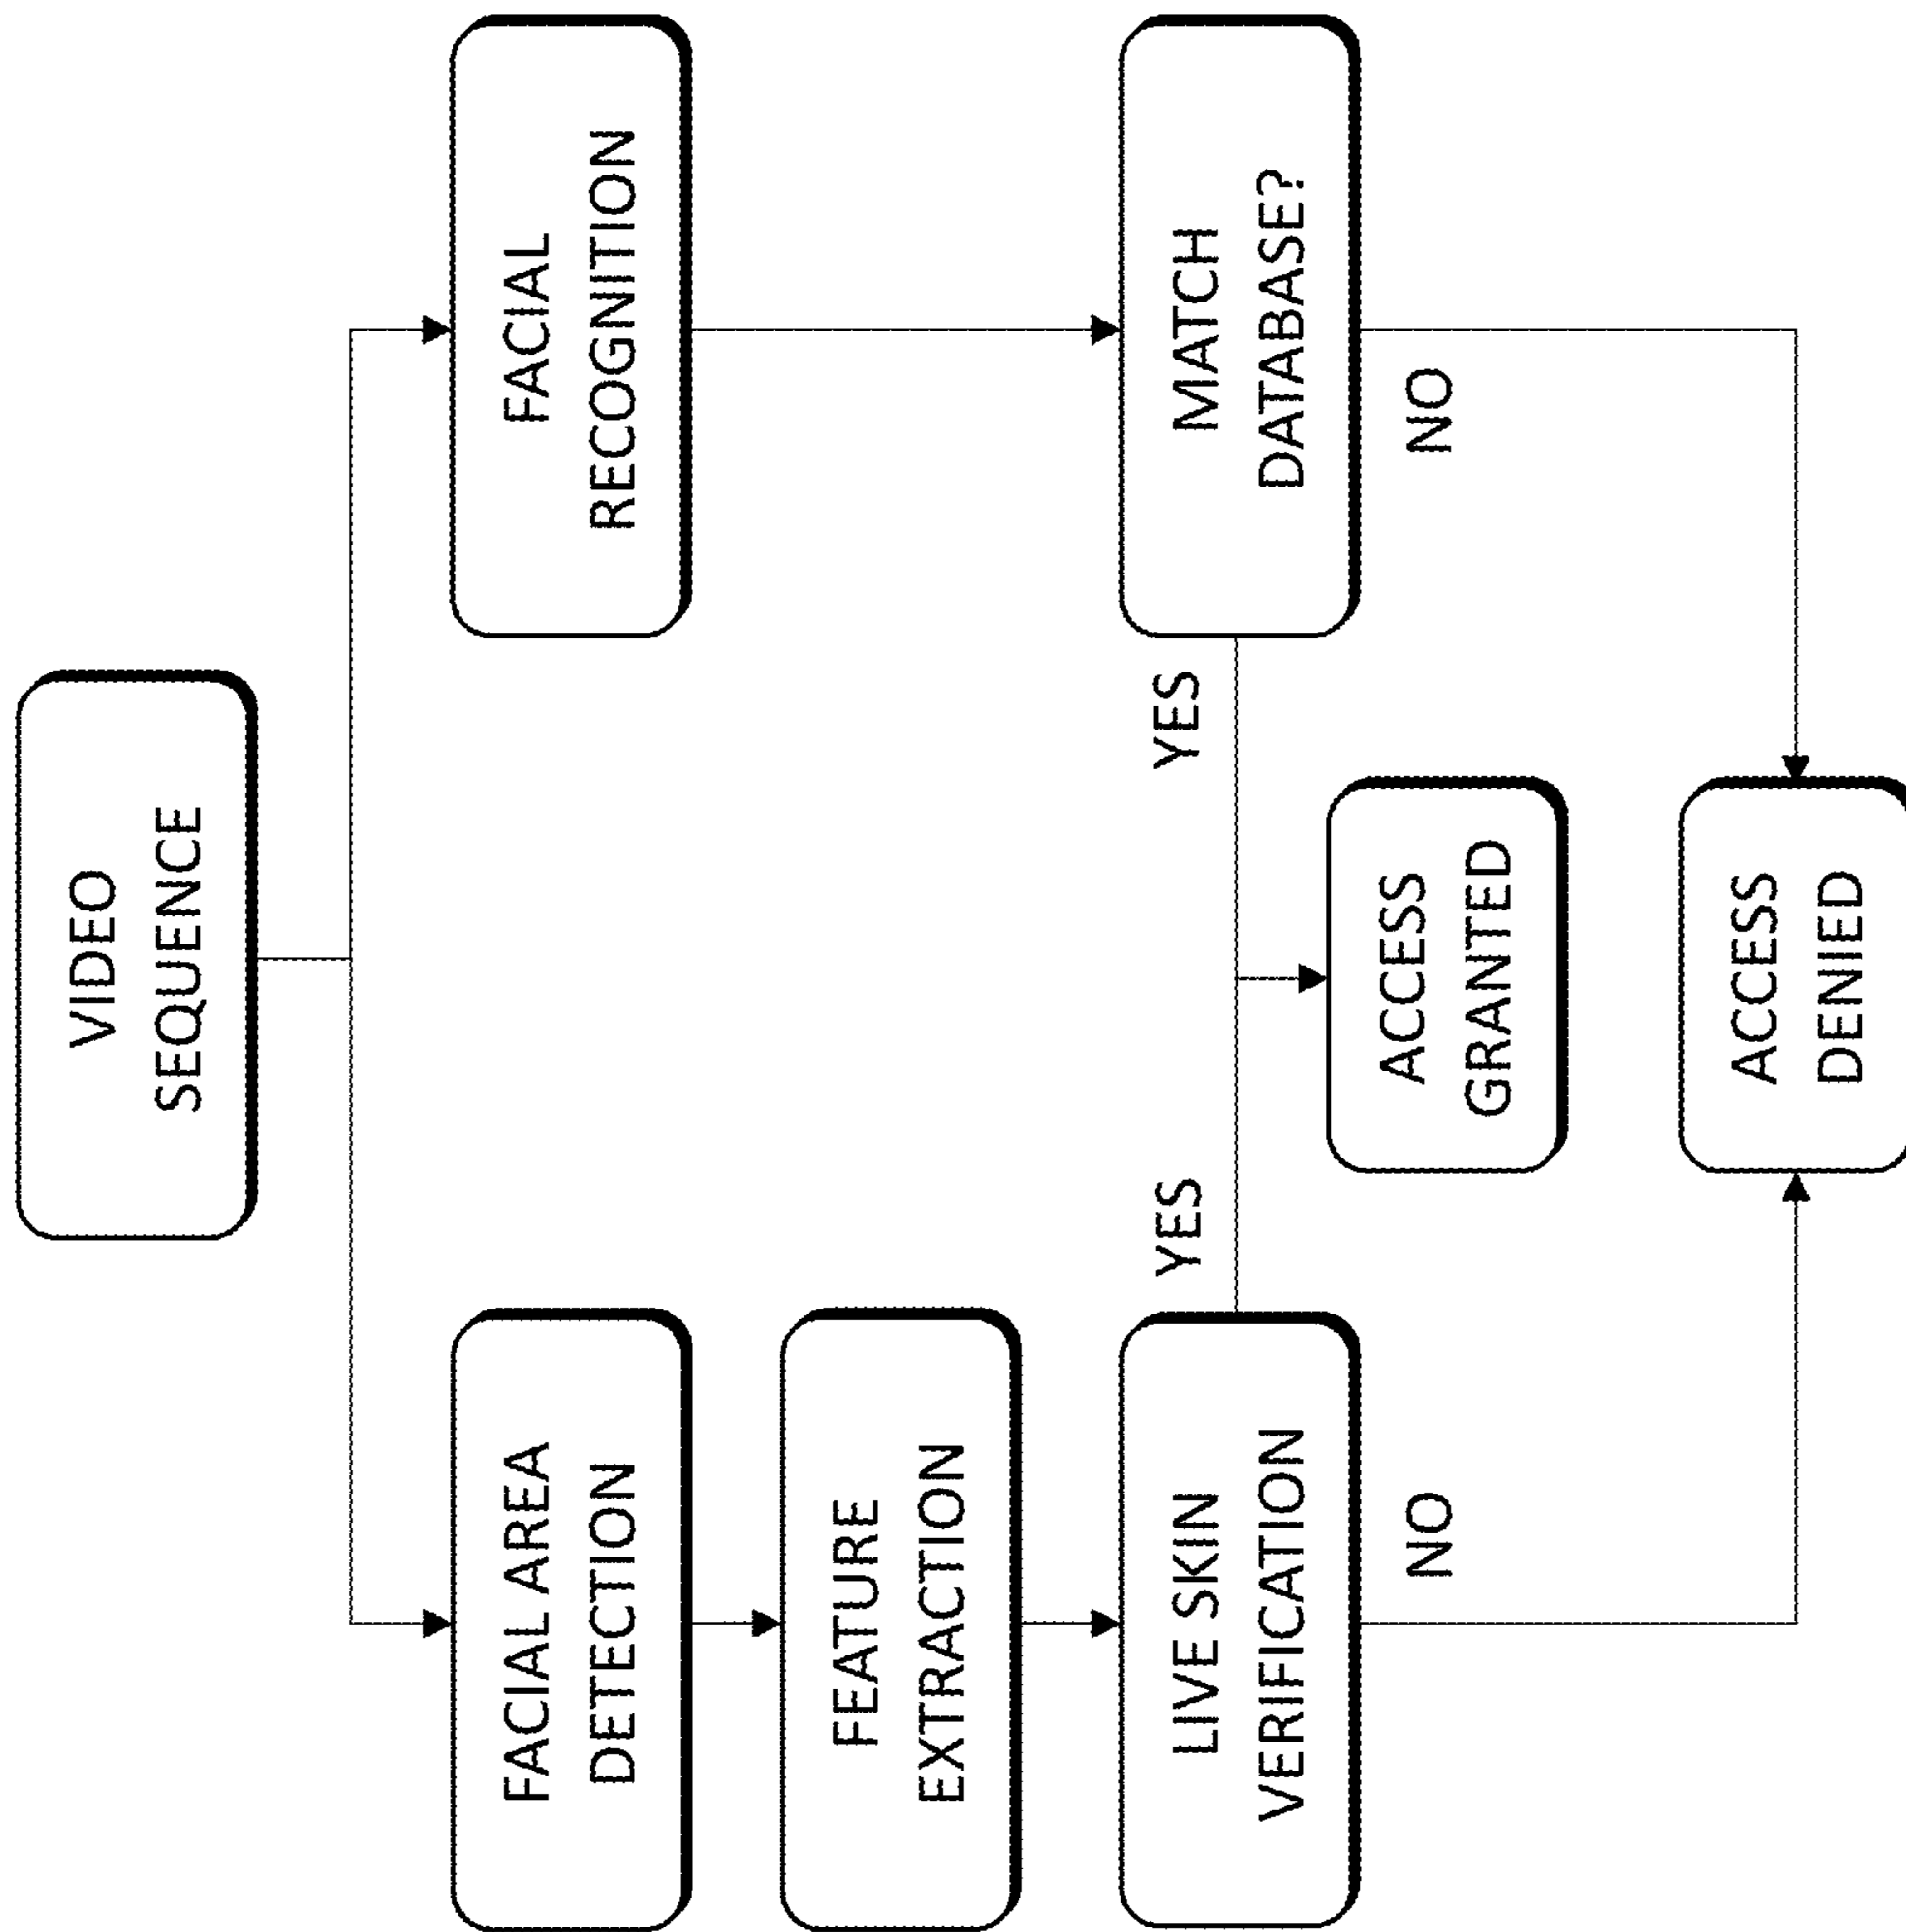 VIDEO
SEQUENCE
FACIAL AREA
DETECTION
FACIAL
RECOGNITION
FEATURE
EXTRACTION
LIVE SKIN
VERIFICATION
YES
YES
MATCH
DATABASE?
ACCESS
GRANTED
NO
NO
ACCESS
DENIED